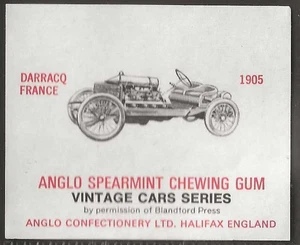 DARRACQ
FRANCE
1905
ANGLO SPEARMINT CHEWING GUM
VINTAGE CARS SERIES
by permission of Blandford Press
ANGLO CONFECTIONERY LTD. HALIFAX ENGLAND